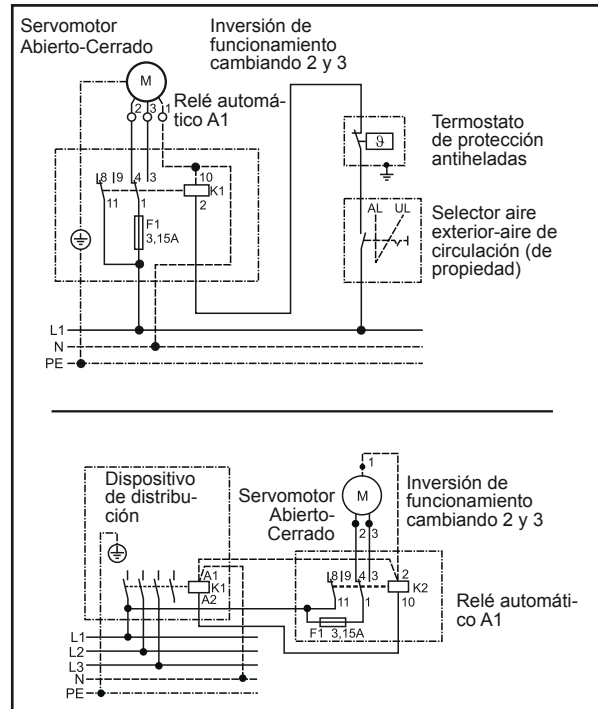 Servomotor
Abierto-Cerrado
Inversión de
funcionamiento
cambiando 2 y 3
M
2 3 1
Relé automá-
tico A1
Termostato
de protección
antiheladas
ϑ
8 9 4 3 10
K1
11 1 2
F1
3,15A
AL UL
Selector aire
exterior-aire de
circulación (de
propiedad)
L1
N
PE
Dispositivo
de distribu-
ción
Servomotor
Abierto-
Cerrado
1
M
2 3
Inversión de
funcionamiento
cambiando 2 y 3
A1
K1
A2
8 9 4 3 2
K2
11 1 10
F1 3,15A
Relé automáti-
co A1
L1
L2
L3
N
PE